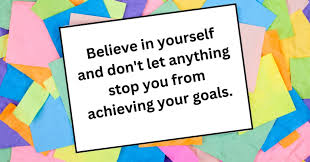 Believe in yourself
and don't let anything
stop you from
achieving your goals.